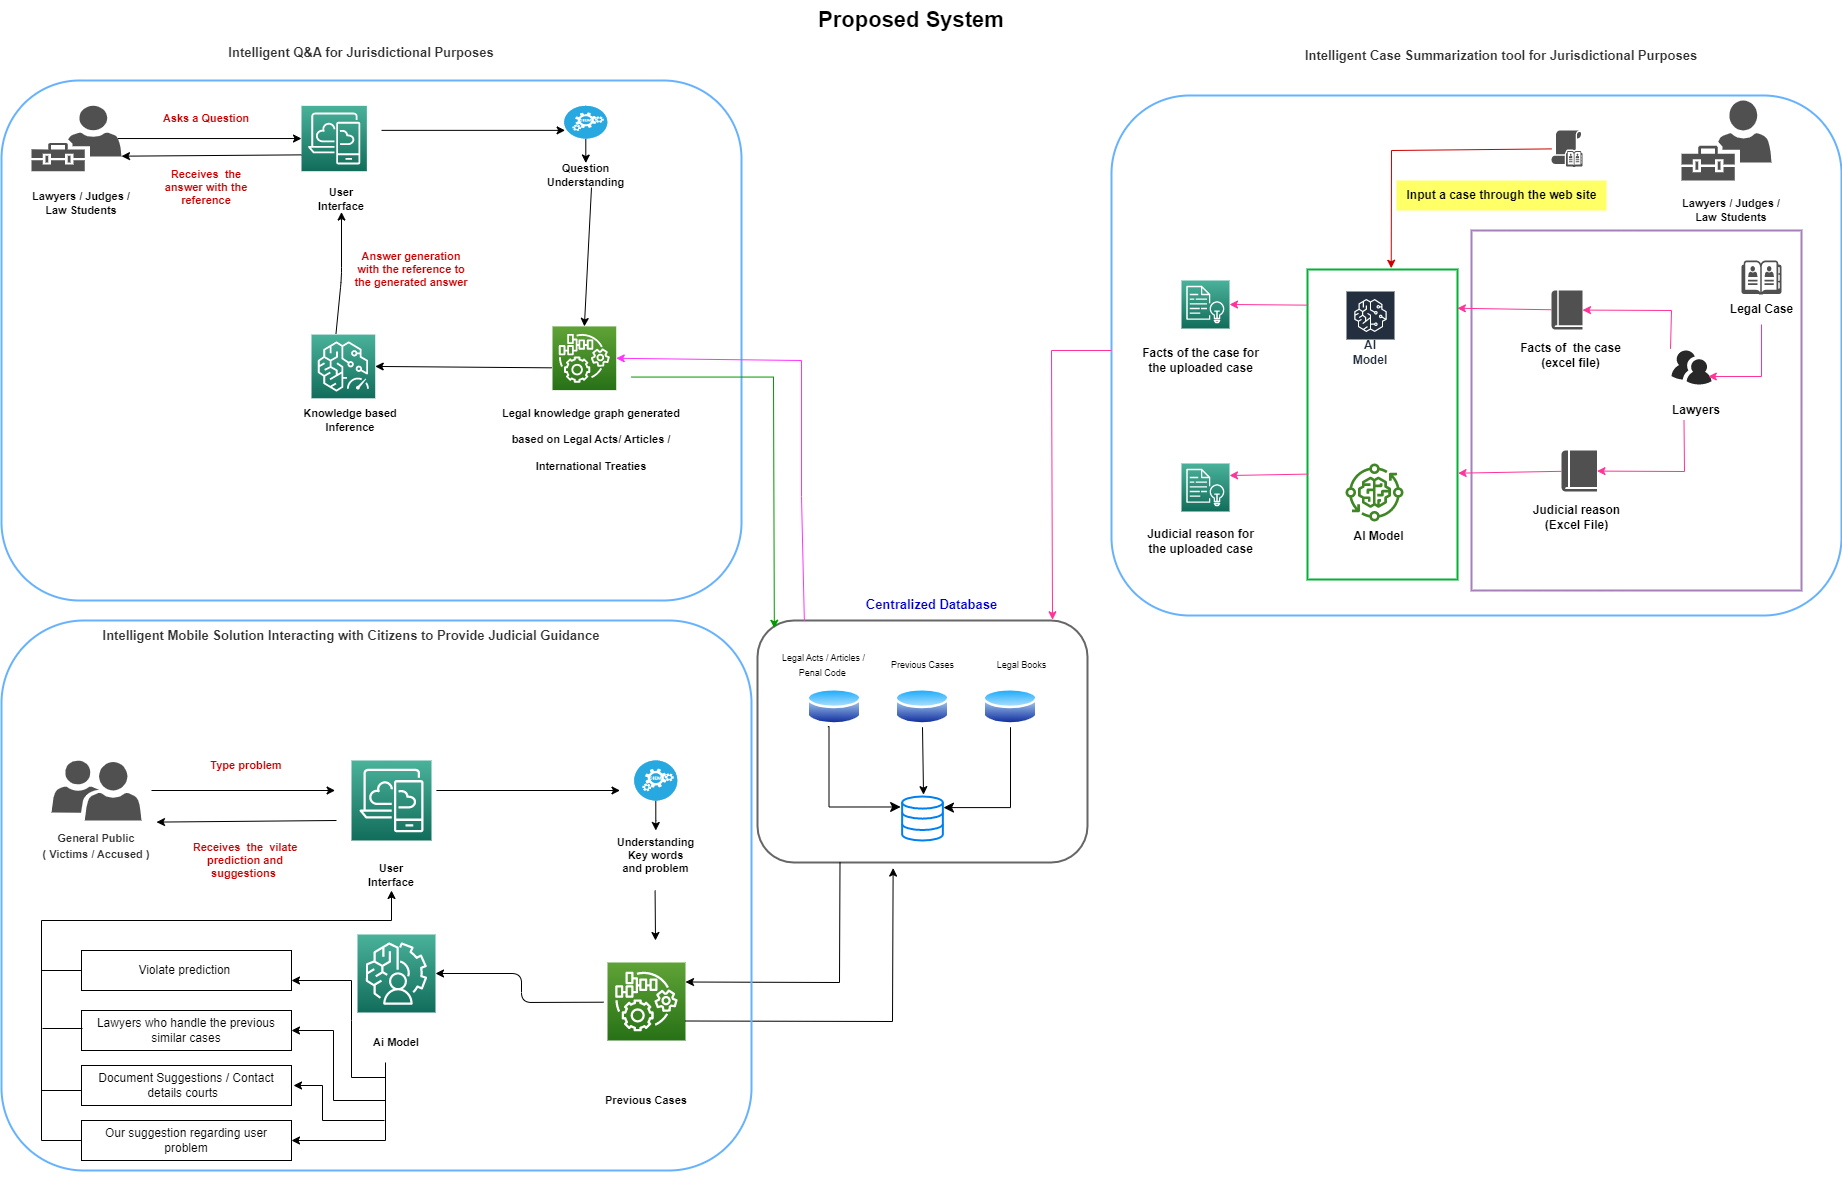 Proposed System
Intelligent Q&A for Jurisdictional Purposes
Asks a Question
Receives the
answer with the
reference
Lawyers / Judges /
Law Students
User
Interface
Question
Understanding
Answer generation
with the reference to
the generated answer
Knowledge based
Inference
Legal knowledge graph generated
based on Legal Acts/ Articles /
International Treaties
Intelligent Case Summarization tool for Jurisdictional Purposes
Input a case through the web site
Lawyers / Judges /
Law Students
Legal Case
Facts of the case for
the uploaded case
AI
Model
Facts of the case
(excel file)
Lawyers
Judicial reason for
the uploaded case
AI Model
Judicial reason
(Excel File)
Centralized Database
Legal Acts / Articles /
Penal Code
Previous Cases
Legal Books
Intelligent Mobile Solution Interacting with Citizens to Provide Judicial Guidance
Type problem
General Public
( Victims / Accused )
Receives the vilate
prediction and
suggestions
User
Interface
Understanding
Key words
and problem
Violate prediction
Lawyers who handle the previous
similar cases
Document Suggestions / Contact
details courts
Our suggestion regarding user
problem
Ai Model
Previous Cases